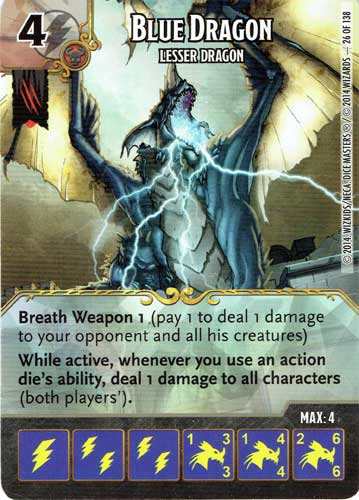 4
BLUE DRAGON
LESSER DRAGON
©2014 WIZKIDS/NECA. DICE MASTERS ©/©2014 WIZARDS — 26 OF 138
Breath Weapon 1 (pay 1 to deal 1 damage
to your opponent and all his creatures)
While active, whenever you use an action
die's ability, deal 1 damage to all characters
(both players').
MAX: 4
1 3 3
1 4 4
2 6 6